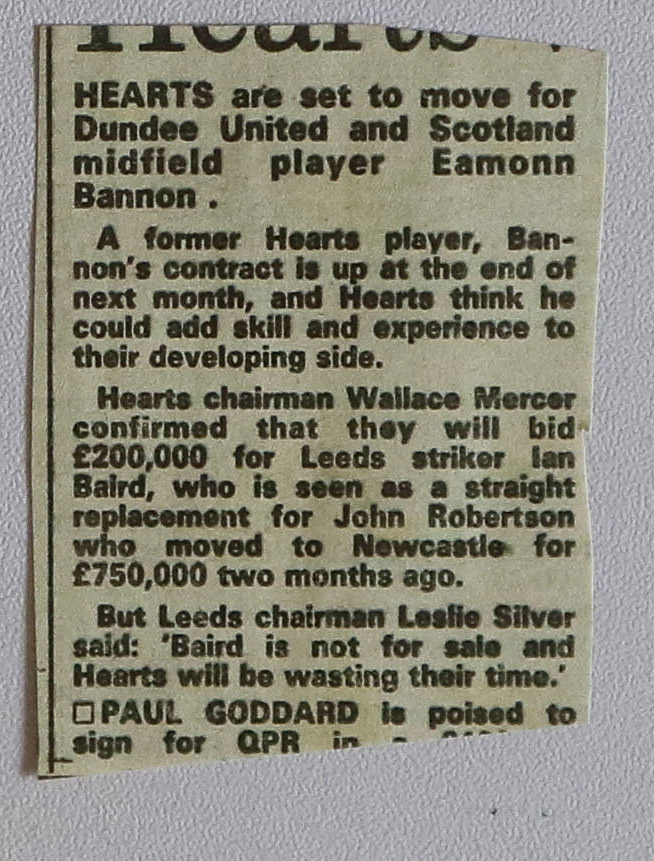 Hearts
HEARTS are set to move for
Dundee United and Scotland
midfield player Eamonn
Bannon .
A former Hearts player, Ban-
non's contract is up at the end of
next month, and Hearts think he
could add skill and experience to
their developing side.
Hearts chairman Wallace Mercer
confirmed that they will bid
£200,000 for Leeds striker Ian
Baird, who is seen as a straight
replacement for John Robertson
who moved to Newcastle for
£750,000 two months ago.
But Leeds chairman Leslie Silver
said: 'Baird is not for sale and
Hearts will be wasting their time.'
□PAUL GODDARD is poised to
sign for QPR in a